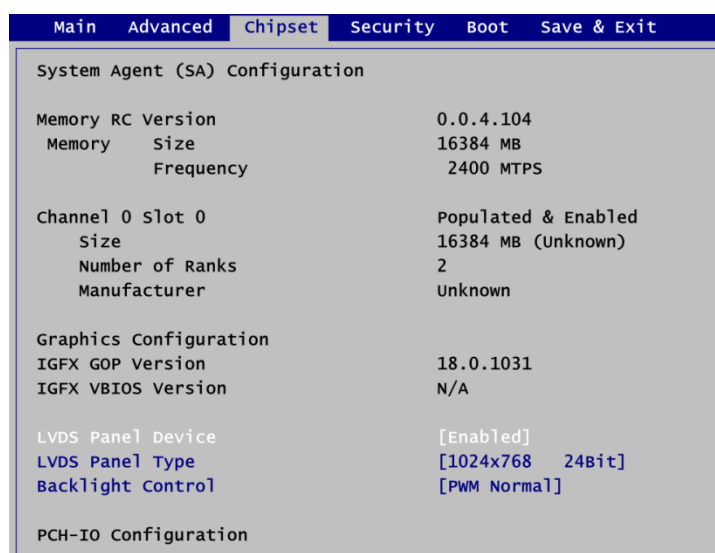 Main Advanced Chipset Security Boot Save & Exit
System Agent (SA) Configuration
Memory RC Version 0.0.4.104
Memory Size 16384 MB
Frequency 2400 MTPS
Channel 0 Slot 0 Populated & Enabled
Size 16384 MB (Unknown)
Number of Ranks 2
Manufacturer Unknown
Graphics Configuration
IGFX GOP Version 18.0.1031
IGFX VBIOS Version N/A
LVDS Panel Device [Enabled]
LVDS Panel Type [1024x768 24Bit]
Backlight Control [PWM Normal]
PCH-IO Configuration